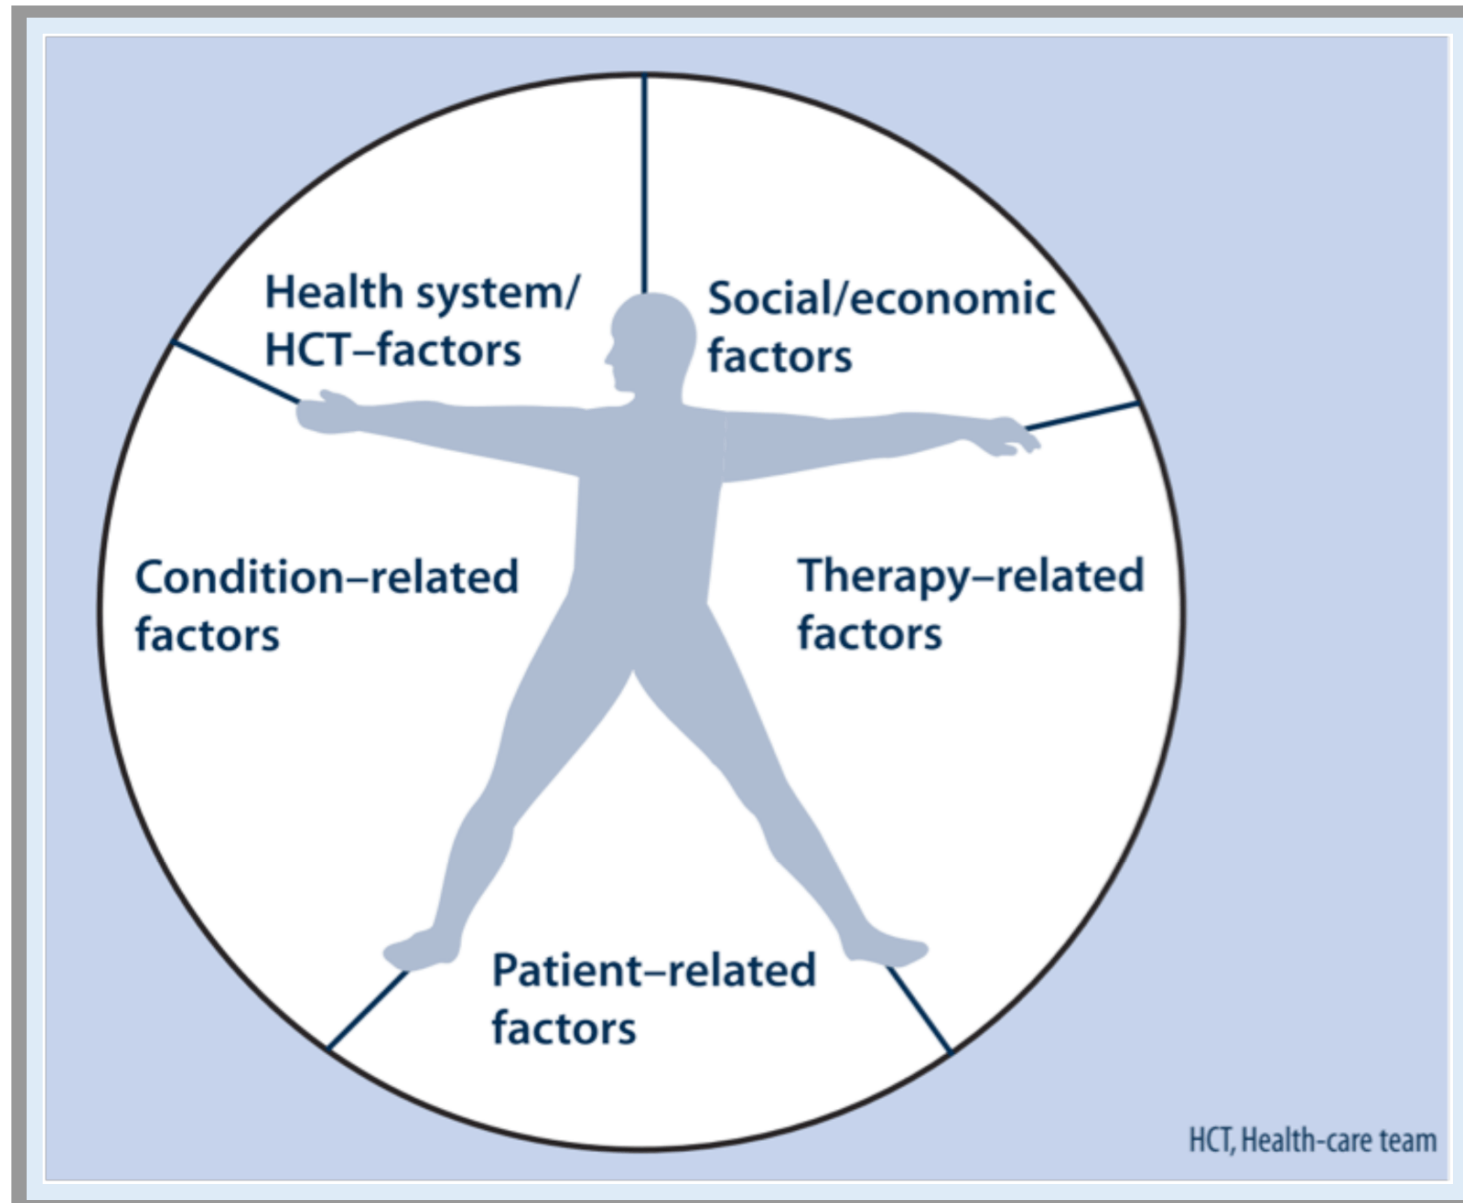 Health system/
HCT–factors
Social/economic
factors
Condition–related
factors
Therapy–related
factors
Patient–related
factors
HCT, Health-care team